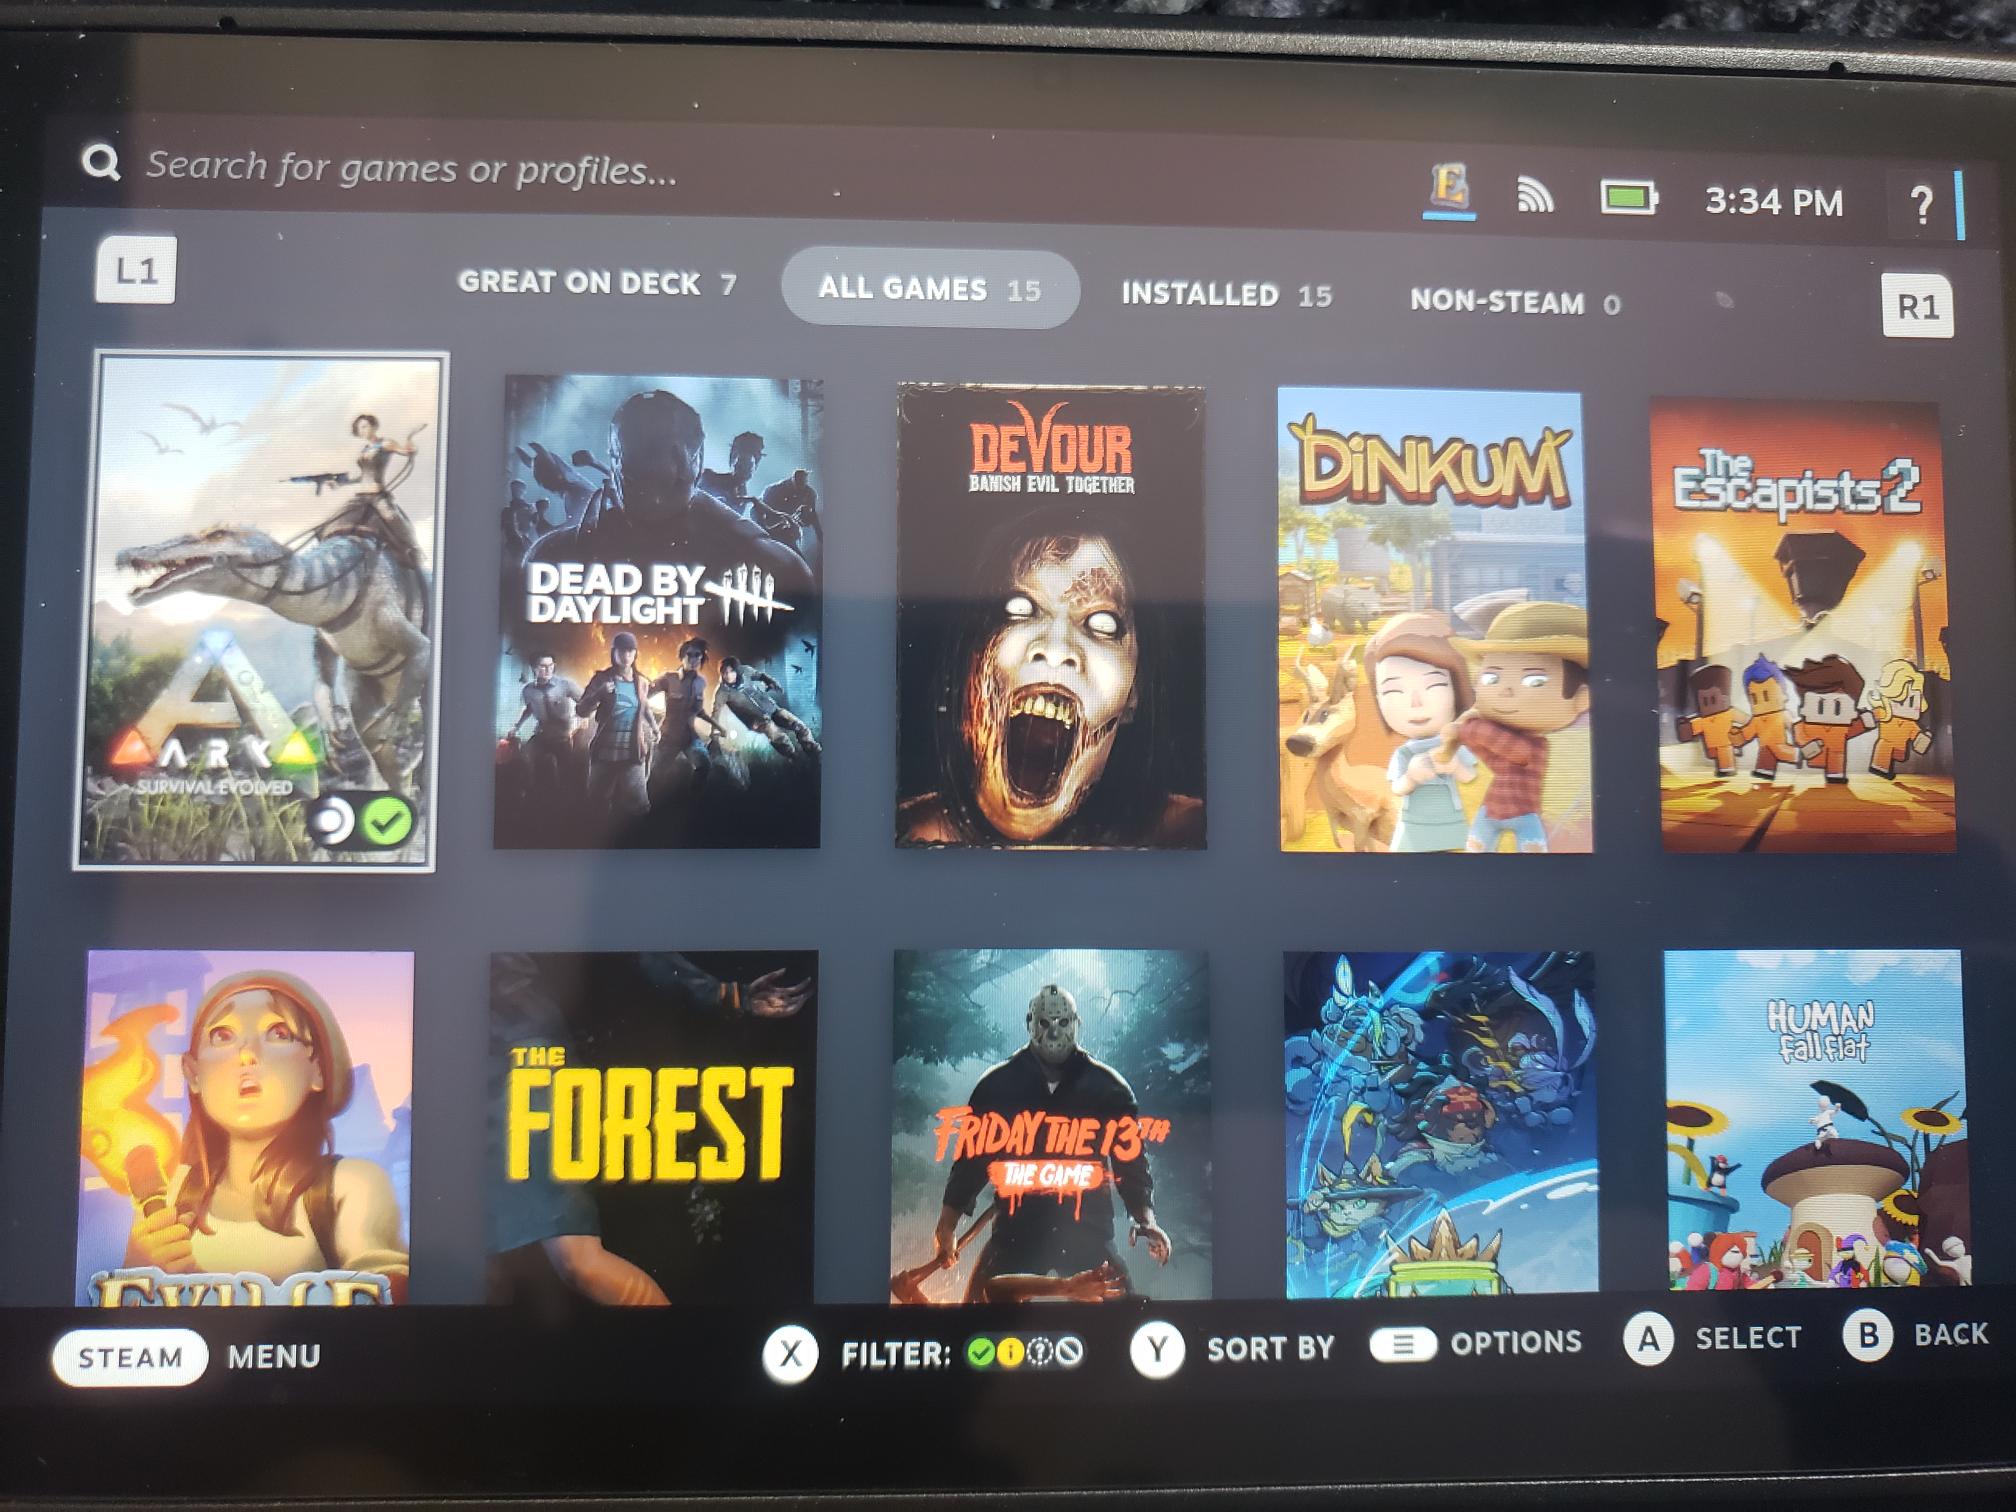 Search for games or profiles...
E
3:34 PM
?
L1
GREAT ON DECK 7
ALL GAMES 15
INSTALLED 15
NON-STEAM 0
R1
ARK
SURVIVAL EVOLVED
DEAD BY
DAYLIGHT
DEVOUR
BANISH EVIL TOGETHER
DINKUM
The
Escapists 2
THE
FOREST
FRIDAY THE 13TH
THE GAME
HUMAN
fall flat
STEAM MENU
X FILTER:
Y SORT BY
OPTIONS
A SELECT
B BACK